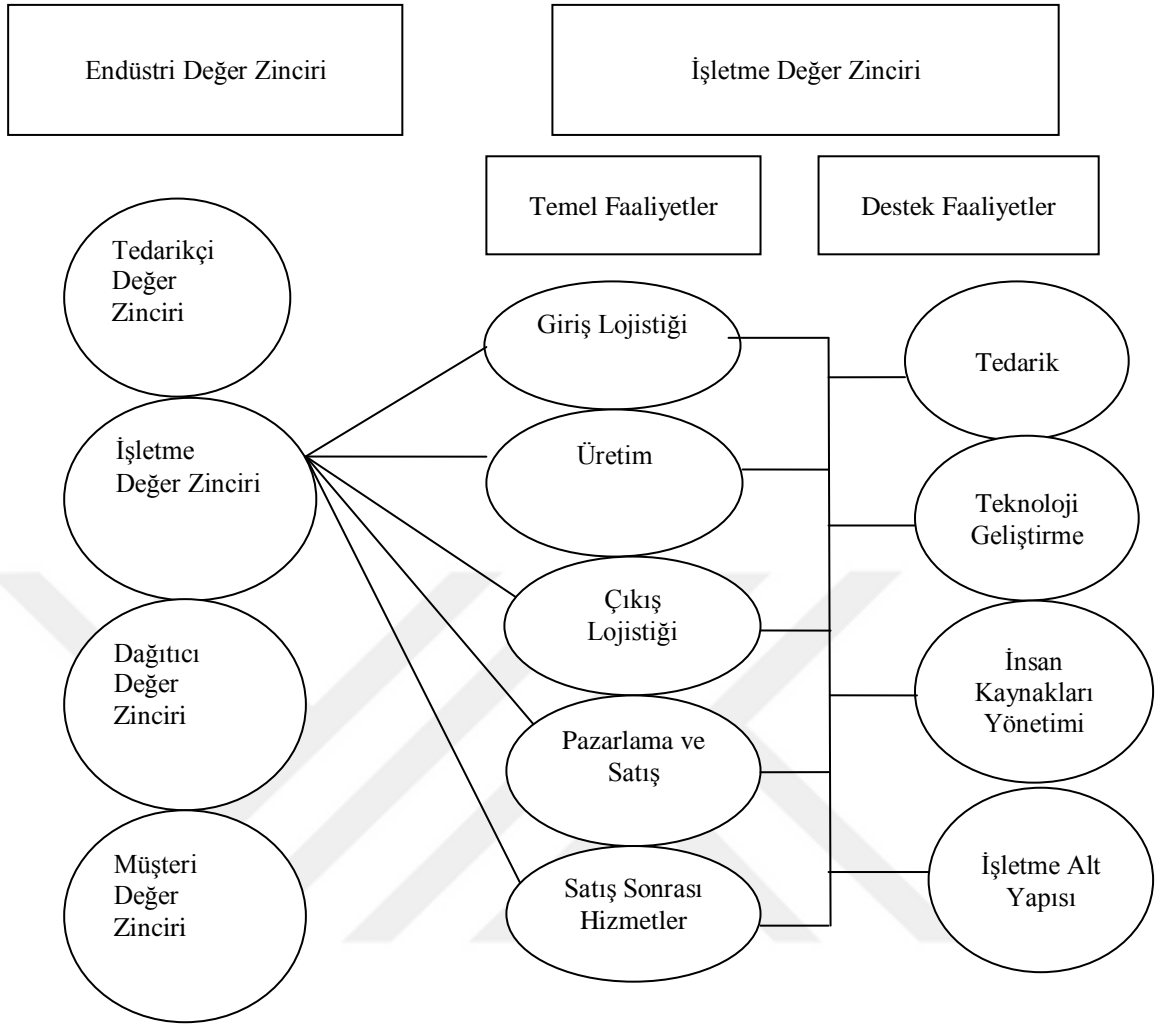 Endüstri Değer Zinciri
İşletme Değer Zinciri
Temel Faaliyetler
Destek Faaliyetler
Tedarikçi
Değer
Zinciri
İşletme
Değer Zinciri
Dağıtıcı
Değer
Zinciri
Müşteri
Değer
Zinciri
Giriş Lojistiği
Üretim
Çıkış
Lojistiği
Pazarlama ve
Satış
Satış Sonrası
Hizmetler
Tedarik
Teknoloji
Geliştirme
İnsan
Kaynakları
Yönetimi
İşletme Alt
Yapısı